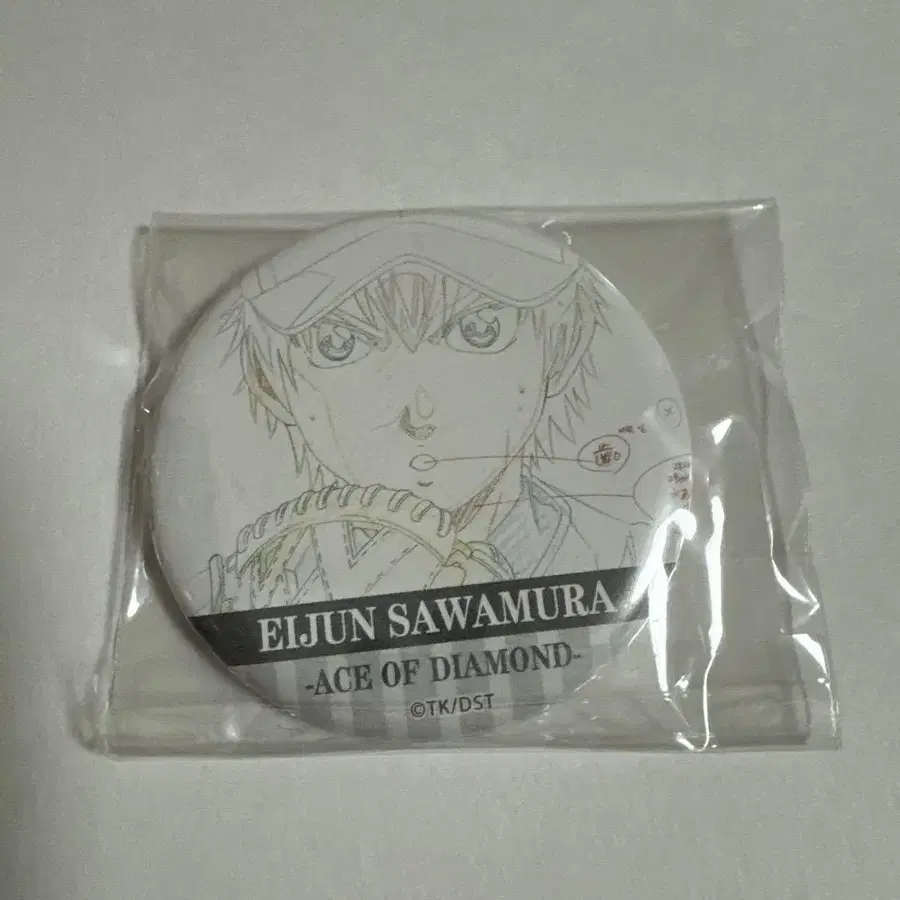 EIJUN SAWAMURA
-ACE OF DIAMOND-
©TK/DST